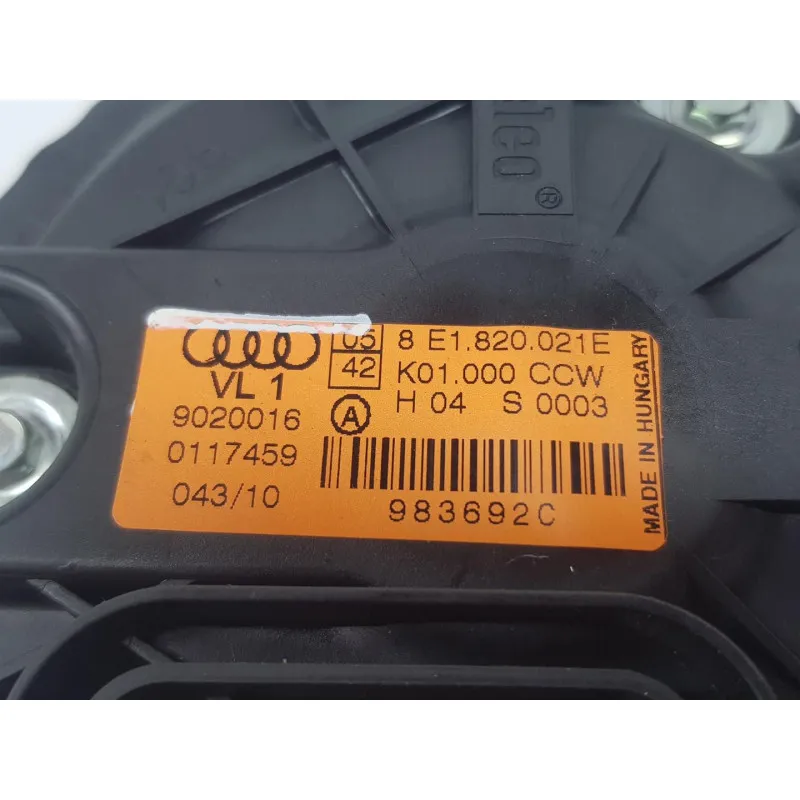 lco ®
05 8 E1.820.021E
42 K01.000 CCW
VL 1
A H 04 S 0003
9020016
0117459
043/10
983692C
MADE IN HUNGARY